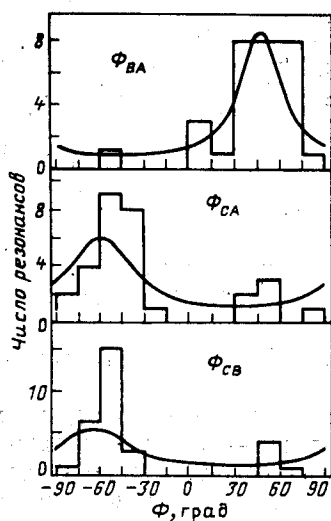 8
Φ_BA
4
0
Число резонансов
8
Φ_CA
4
0
Φ_CB
10
0
-90 -60 -30 0 30 60 90
Φ, град